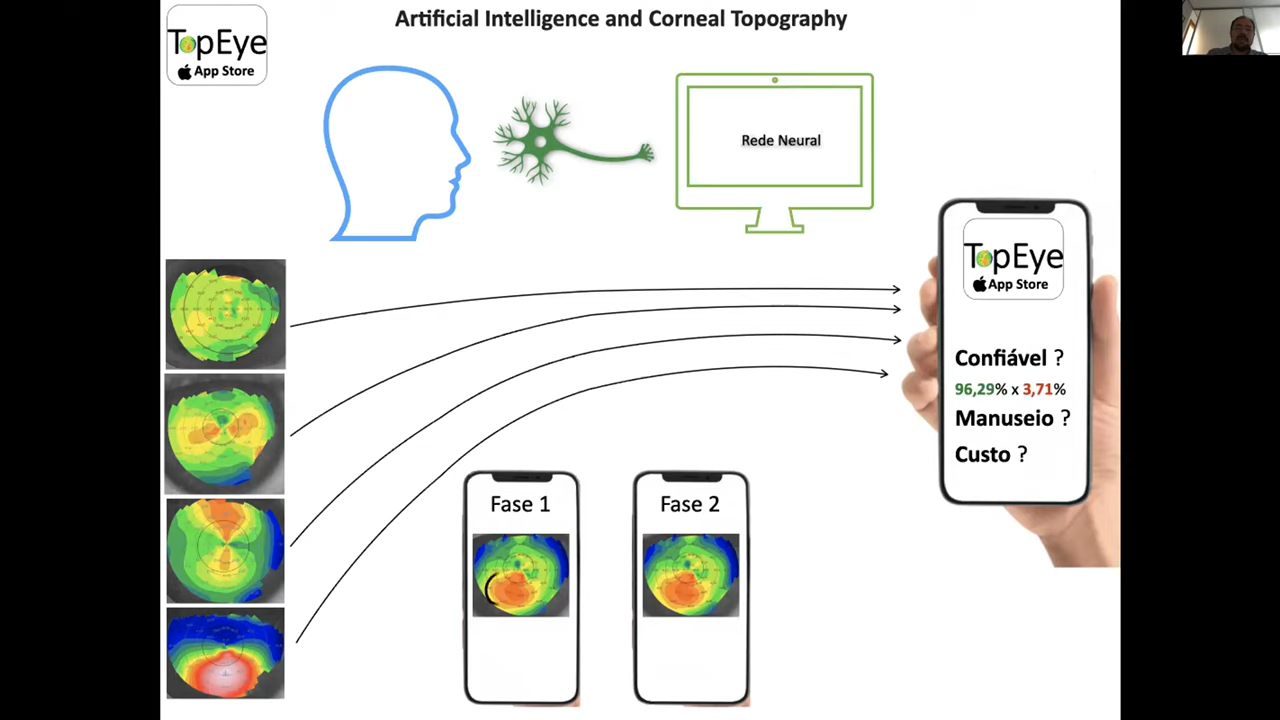 Artificial Intelligence and Corneal Topography
TopEye
App Store
Rede Neural
TopEye
App Store
Confiável ?
96,29% x 3,71%
Manuseio ?
Custo ?
Fase 1
Fase 2